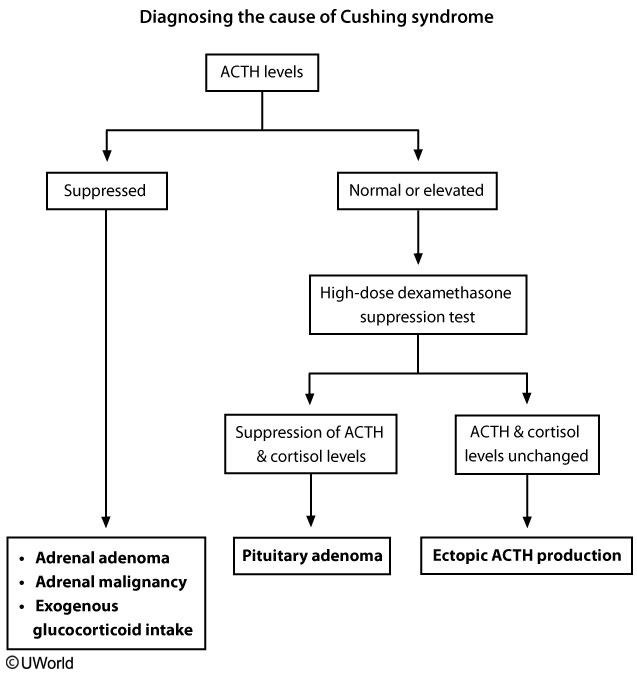 Diagnosing the cause of Cushing syndrome
ACTH levels
Suppressed
Normal or elevated
High-dose dexamethasone
suppression test
Suppression of ACTH
& cortisol levels
ACTH & cortisol
levels unchanged
• Adrenal adenoma
• Adrenal malignancy
• Exogenous
glucocorticoid intake
Pituitary adenoma
Ectopic ACTH production
©UWorld